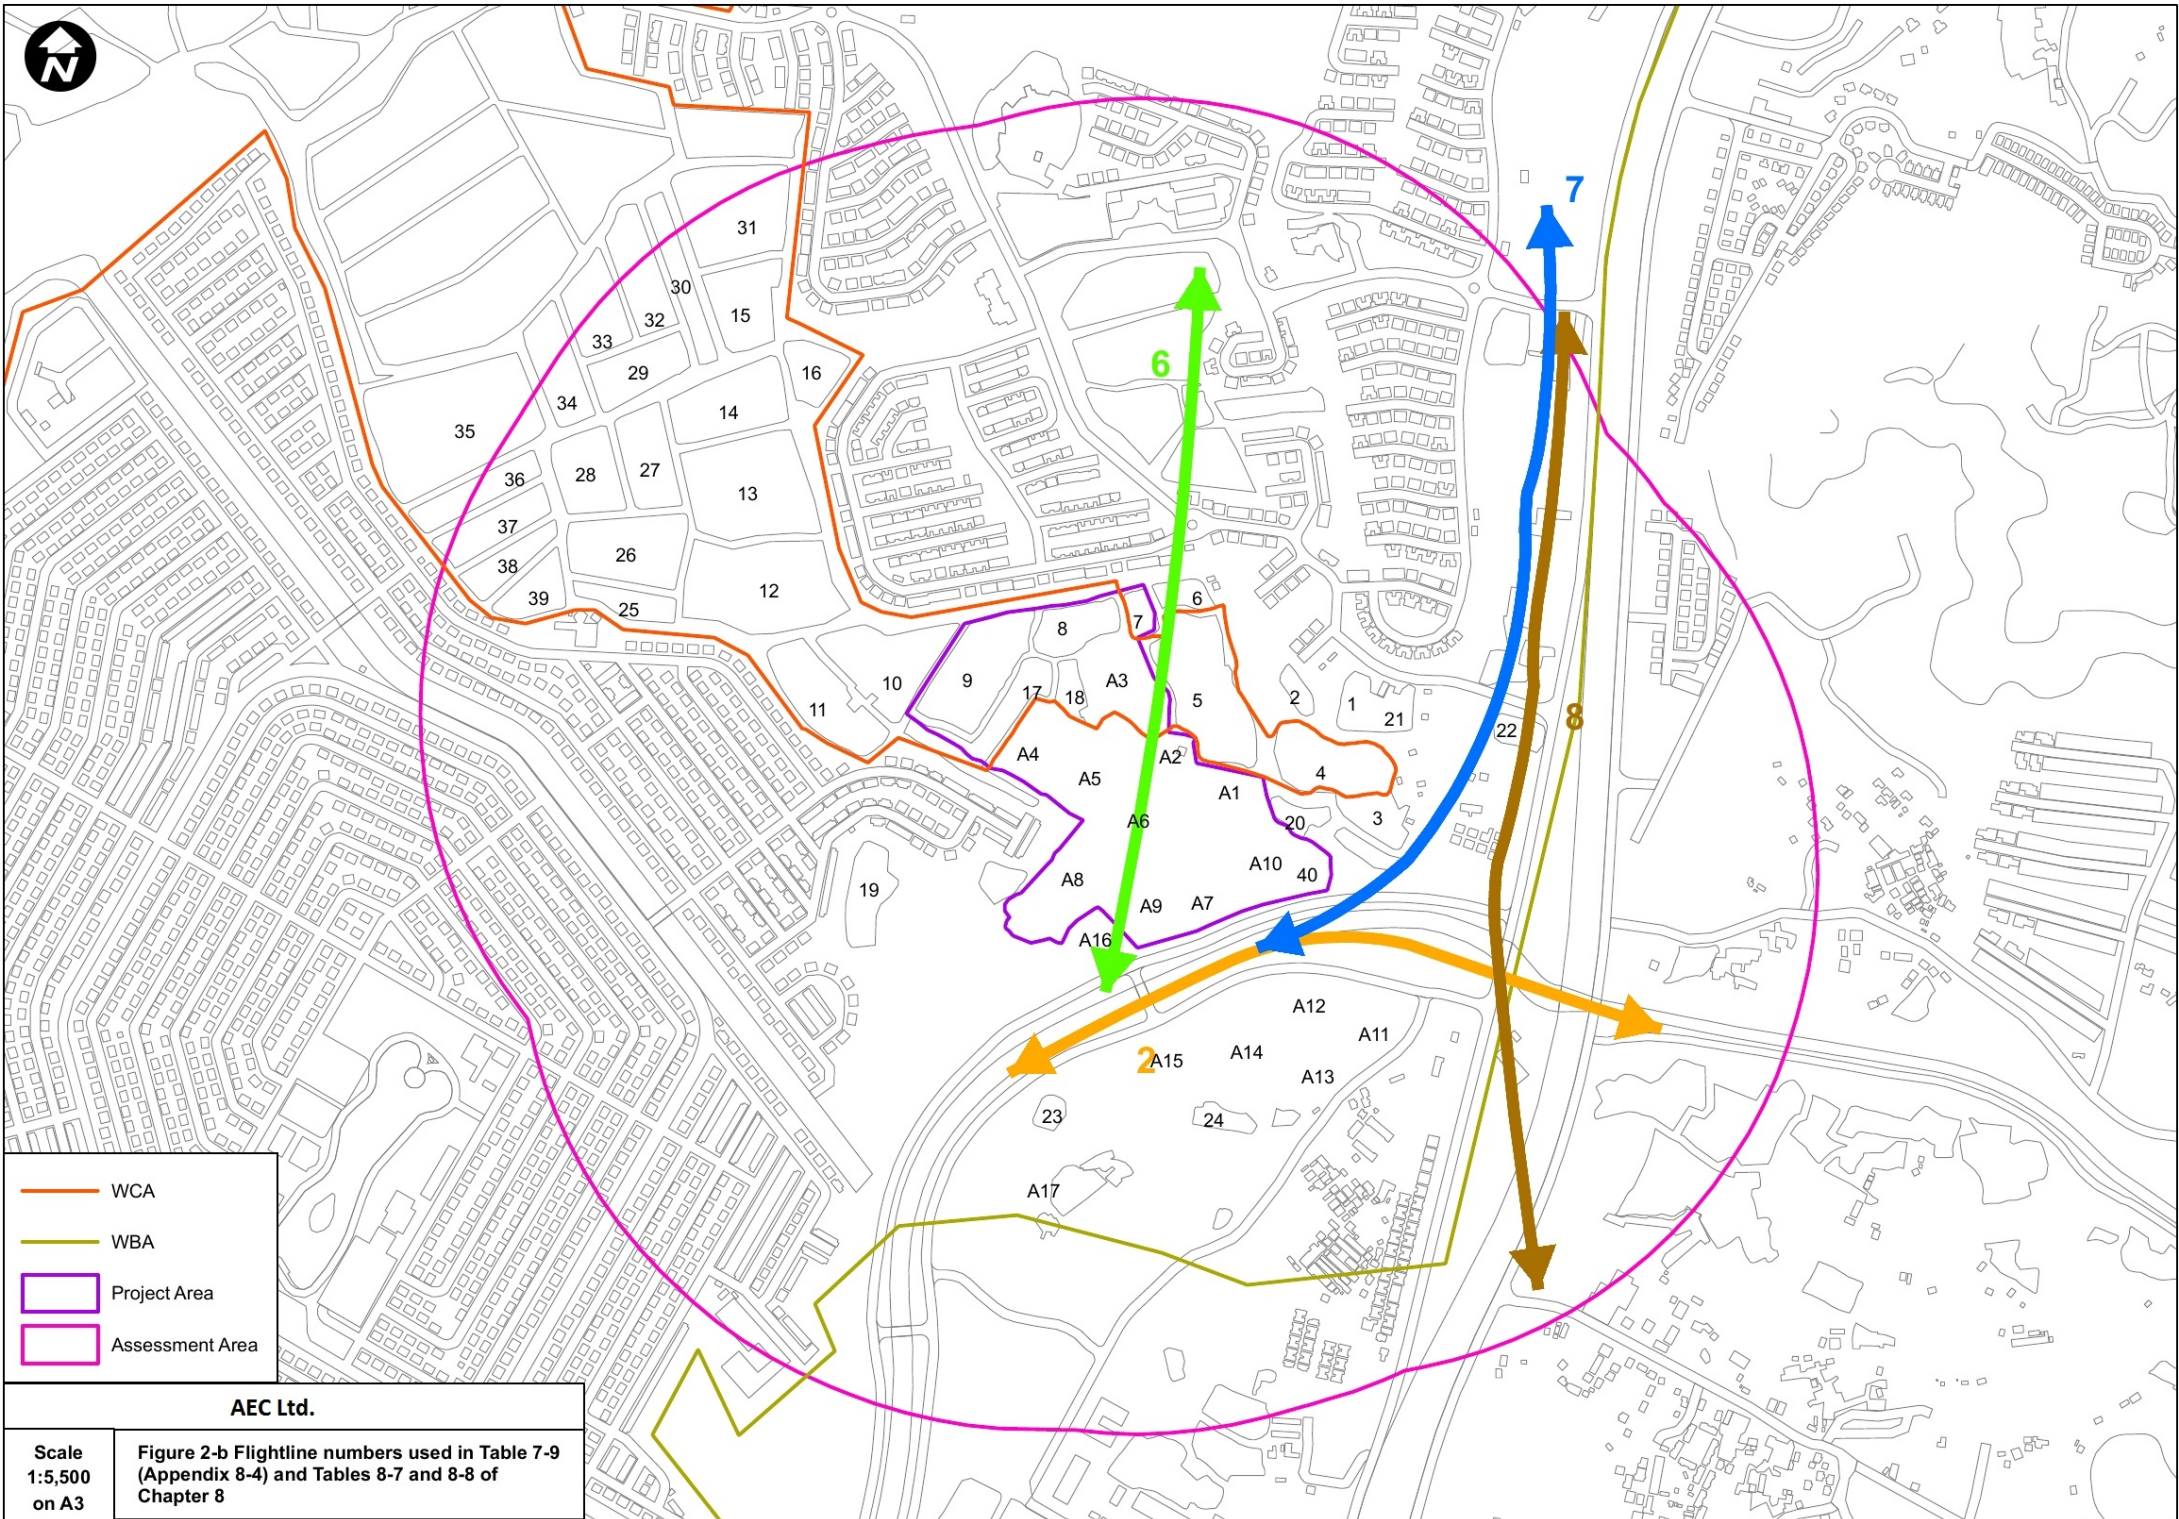 N
7
31
30
15
32
33
6
29
16
34
14
35
36
28
27
13
37
26
38
12
39
25
6
7
8
9
10
17
18
A3
5
2
1
21
11
8
22
A4
A5
A2
4
A1
A6
20
3
A10
40
19
A8
A9
A7
A16
A12
A11
2
A15
A14
A13
23
24
A17
WCA
WBA
Project Area
Assessment Area
AEC Ltd.
Scale
1:5,500
on A3
Figure 2-b Flightline numbers used in Table 7-9
(Appendix 8-4) and Tables 8-7 and 8-8 of
Chapter 8